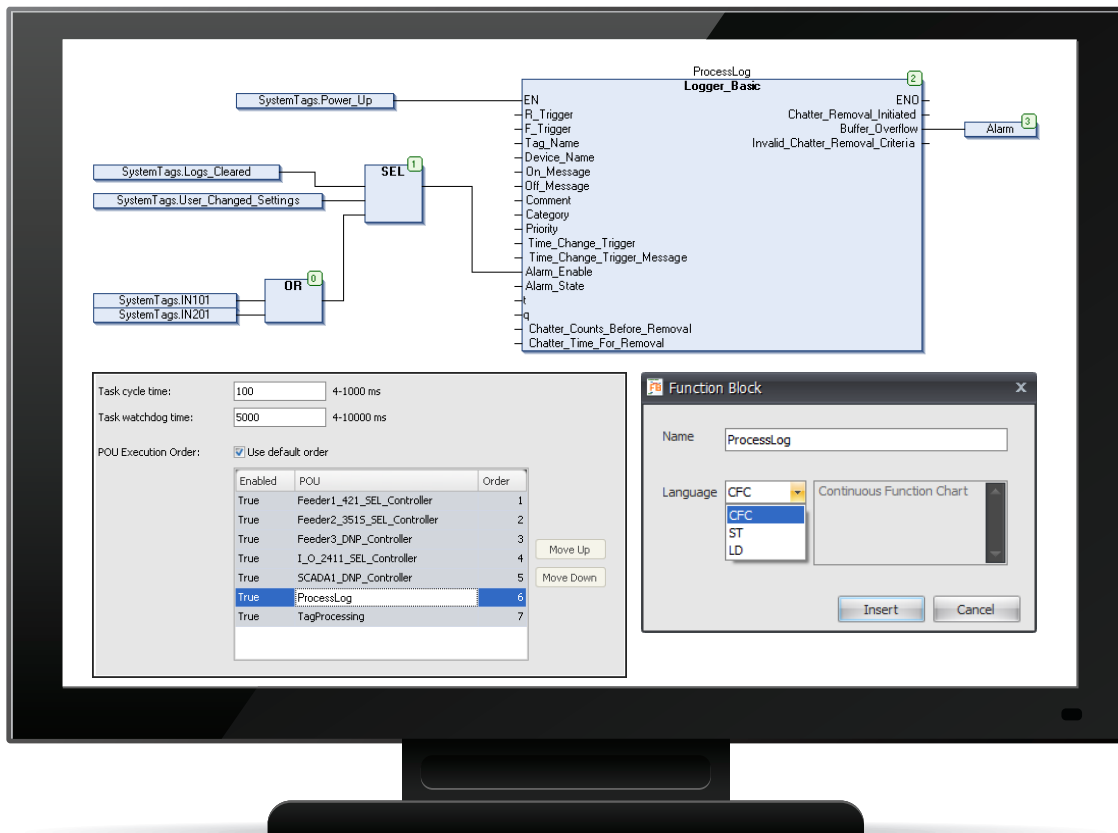 ProcessLog
Logger_Basic
2
SystemTags.Power_Up
EN
ENO
R_Trigger
Chatter_Removal_Initiated
F_Trigger
Buffer_Overflow
Alarm
3
Tag_Name
Invalid_Chatter_Removal_Criteria
Device_Name
On_Message
Off_Message
Comment
Category
Priority
Time_Change_Trigger
Time_Change_Trigger_Message
Alarm_Enable
Alarm_State
t
q
Chatter_Counts_Before_Removal
Chatter_Time_For_Removal
SystemTags.Logs_Cleared
SEL
1
SystemTags.User_Changed_Settings
OR
0
SystemTags.IN101
SystemTags.IN201
Task cycle time:
100
4-1000 ms
Task watchdog time:
5000
4-10000 ms
POU Execution Order:
Use default order
Enabled POU Order
True Feeder1_421_SEL_Controller 1
True Feeder2_351S_SEL_Controller 2
True Feeder3_DNP_Controller 3
True I_O_2411_SEL_Controller 4
True SCADA1_DNP_Controller 5
True ProcessLog 6
True TagProcessing 7
Move Up
Move Down
FB
Function Block
x
Name
ProcessLog
Language
CFC
Continuous Function Chart
CFC
ST
LD
Insert
Cancel